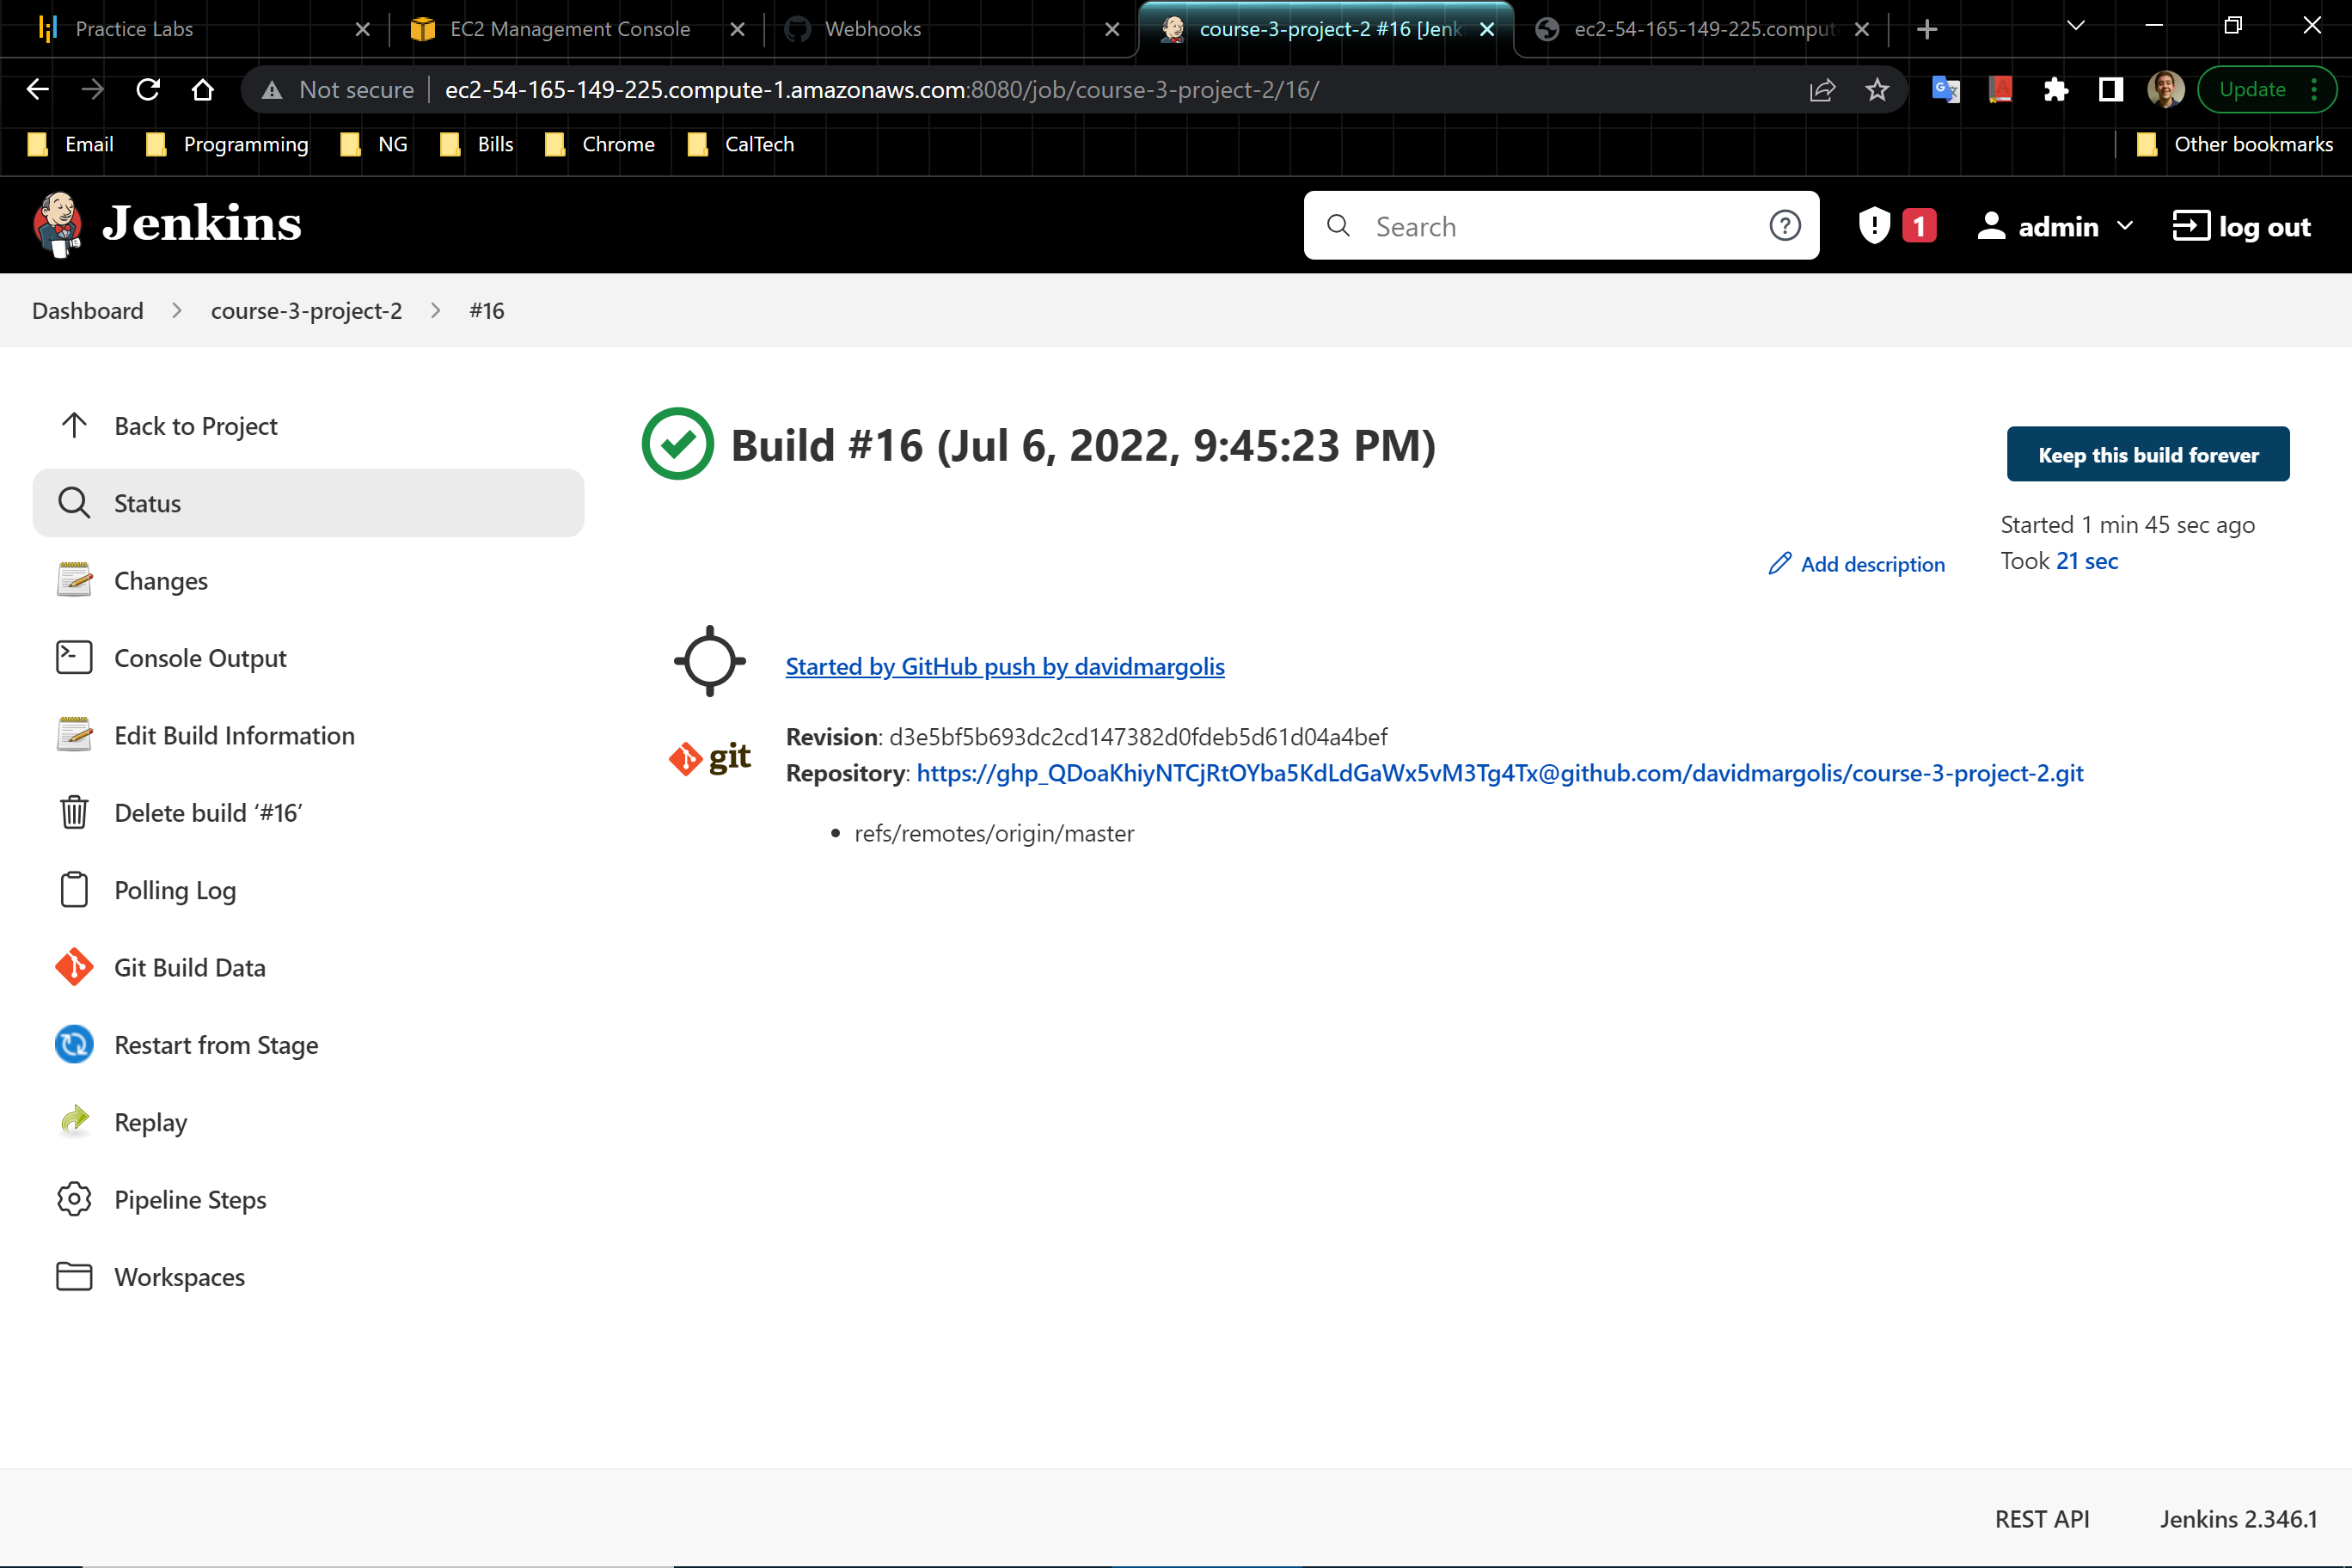 Practice Labs
EC2 Management Console
Webhooks
course-3-project-2 #16 [Jenk
ec2-54-165-149-225.comput
Not secure
ec2-54-165-149-225.compute-1.amazonaws.com:8080/job/course-3-project-2/16/
Update
Email
Programming
NG
Bills
Chrome
CalTech
Other bookmarks
Jenkins
Search
1
admin
log out
Dashboard
course-3-project-2
#16
Back to Project
Status
Changes
Console Output
Edit Build Information
Delete build ‘#16’
Polling Log
Git Build Data
Restart from Stage
Replay
Pipeline Steps
Workspaces
Build #16 (Jul 6, 2022, 9:45:23 PM)
Keep this build forever
Started 1 min 45 sec ago
Took 21 sec
Add description
Started by GitHub push by davidmargolis
git
Revision: d3e5bf5b693dc2cd147382d0fdeb5d61d04a4bef
Repository: https://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@github.com/davidmargolis/course-3-project-2.git
refs/remotes/origin/master
REST API
Jenkins 2.346.1